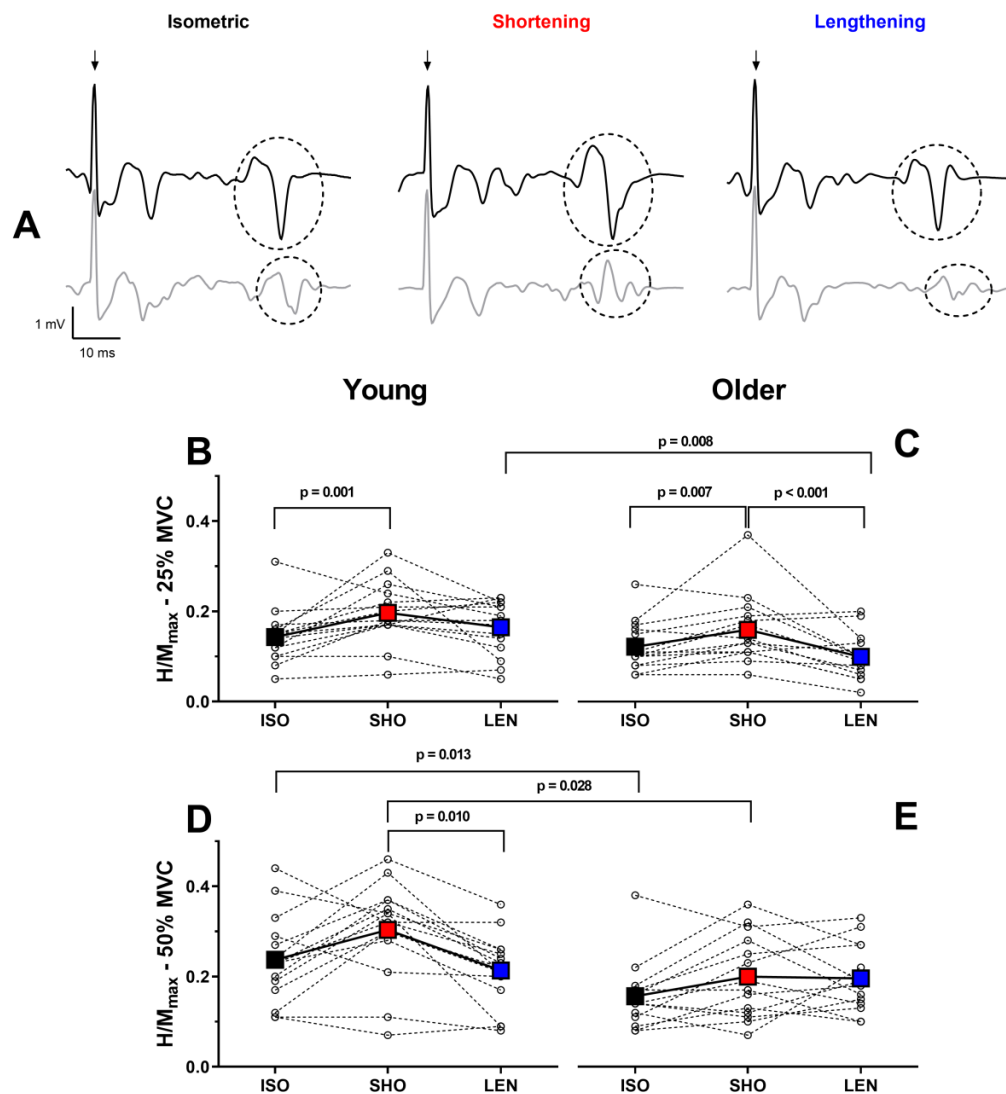 Isometric
Shortening
Lengthening
A
1 mV
10 ms
Young
Older
B
C
p = 0.008
p = 0.001
p = 0.007
p < 0.001
H/Mmax - 25% MVC
0.4
0.2
0.0
ISO
SHO
LEN
ISO
SHO
LEN
p = 0.013
p = 0.028
D
E
p = 0.010
H/Mmax - 50% MVC
0.4
0.2
0.0
ISO
SHO
LEN
ISO
SHO
LEN